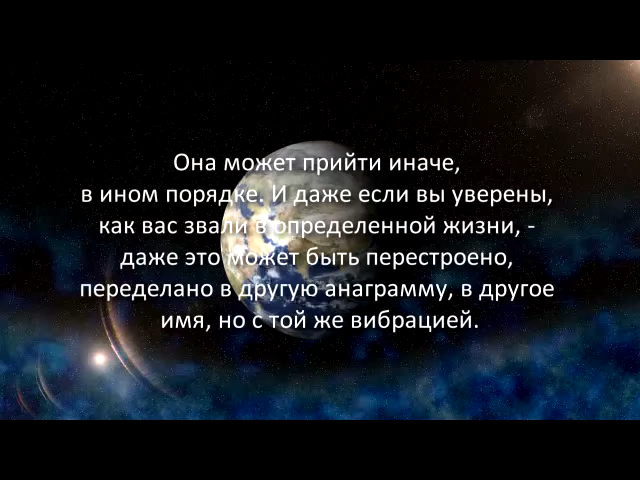 Она может прийти иначе,
в ином порядке. И даже если вы уверены,
как вас звали в определенной жизни, -
даже это может быть перестроено,
переделано в другую анаграмму, в другое
имя, но с той же вибрацией.